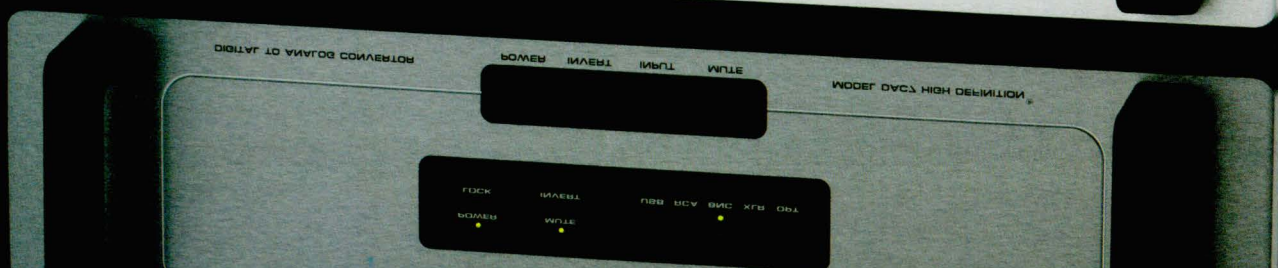 DIGITAL TO ANALOG CONVERTOR
POWER INVERT INPUT MUTE
MODEL DAC7 HIGH DEFINITION®
LOCK INVERT
USB RCA BNC XLR OPT
POWER MUTE